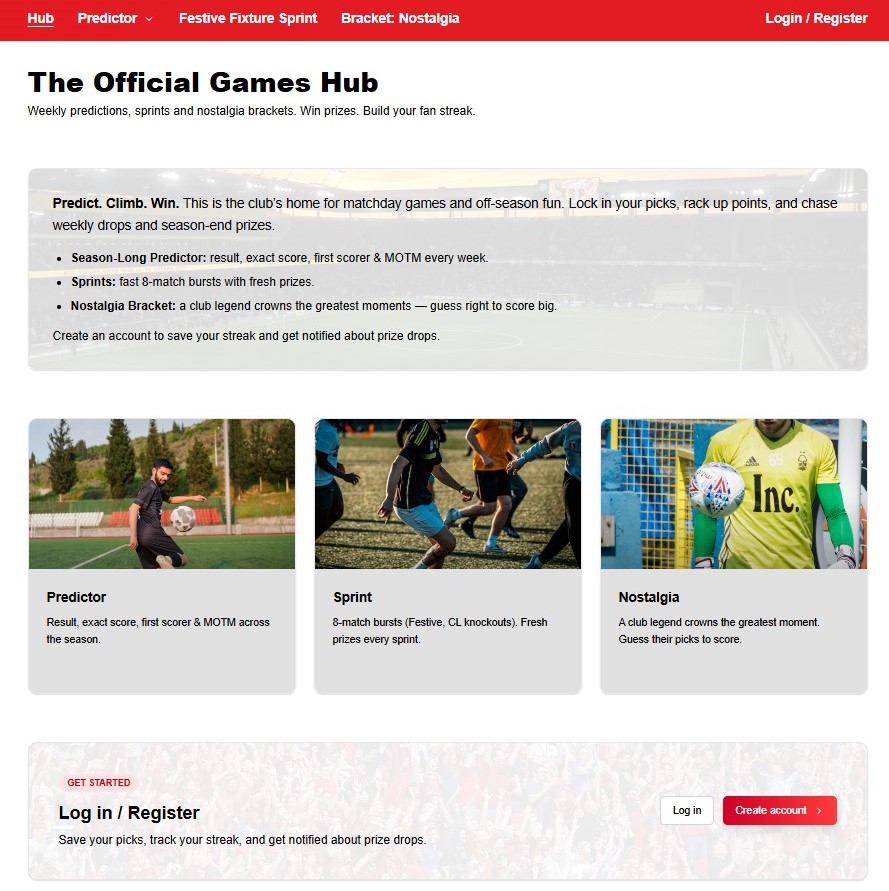 Hub Predictor Festive Fixture Sprint Bracket: Nostalgia Login / Register
The Official Games Hub
Weekly predictions, sprints and nostalgia brackets. Win prizes. Build your fan streak.
Predict. Climb. Win. This is the club's home for matchday games and off-season fun. Lock in your picks, rack up points, and chase
weekly drops and season-end prizes.
• Season-Long Predictor: result, exact score, first scorer & MOTM every week.
• Sprints: fast 8-match bursts with fresh prizes.
• Nostalgia Bracket: a club legend crowns the greatest moments — guess right to score big.
Create an account to save your streak and get notified about prize drops.
adidas
65
Inc.
Predictor
Result, exact score, first scorer & MOTM across
the season.
Sprint
8-match bursts (Festive, CL knockouts). Fresh
prizes every sprint.
Nostalgia
A club legend crowns the greatest moment.
Guess their picks to score.
GET STARTED
Log in / Register
Save your picks, track your streak, and get notified about prize drops.
Log in
Create account